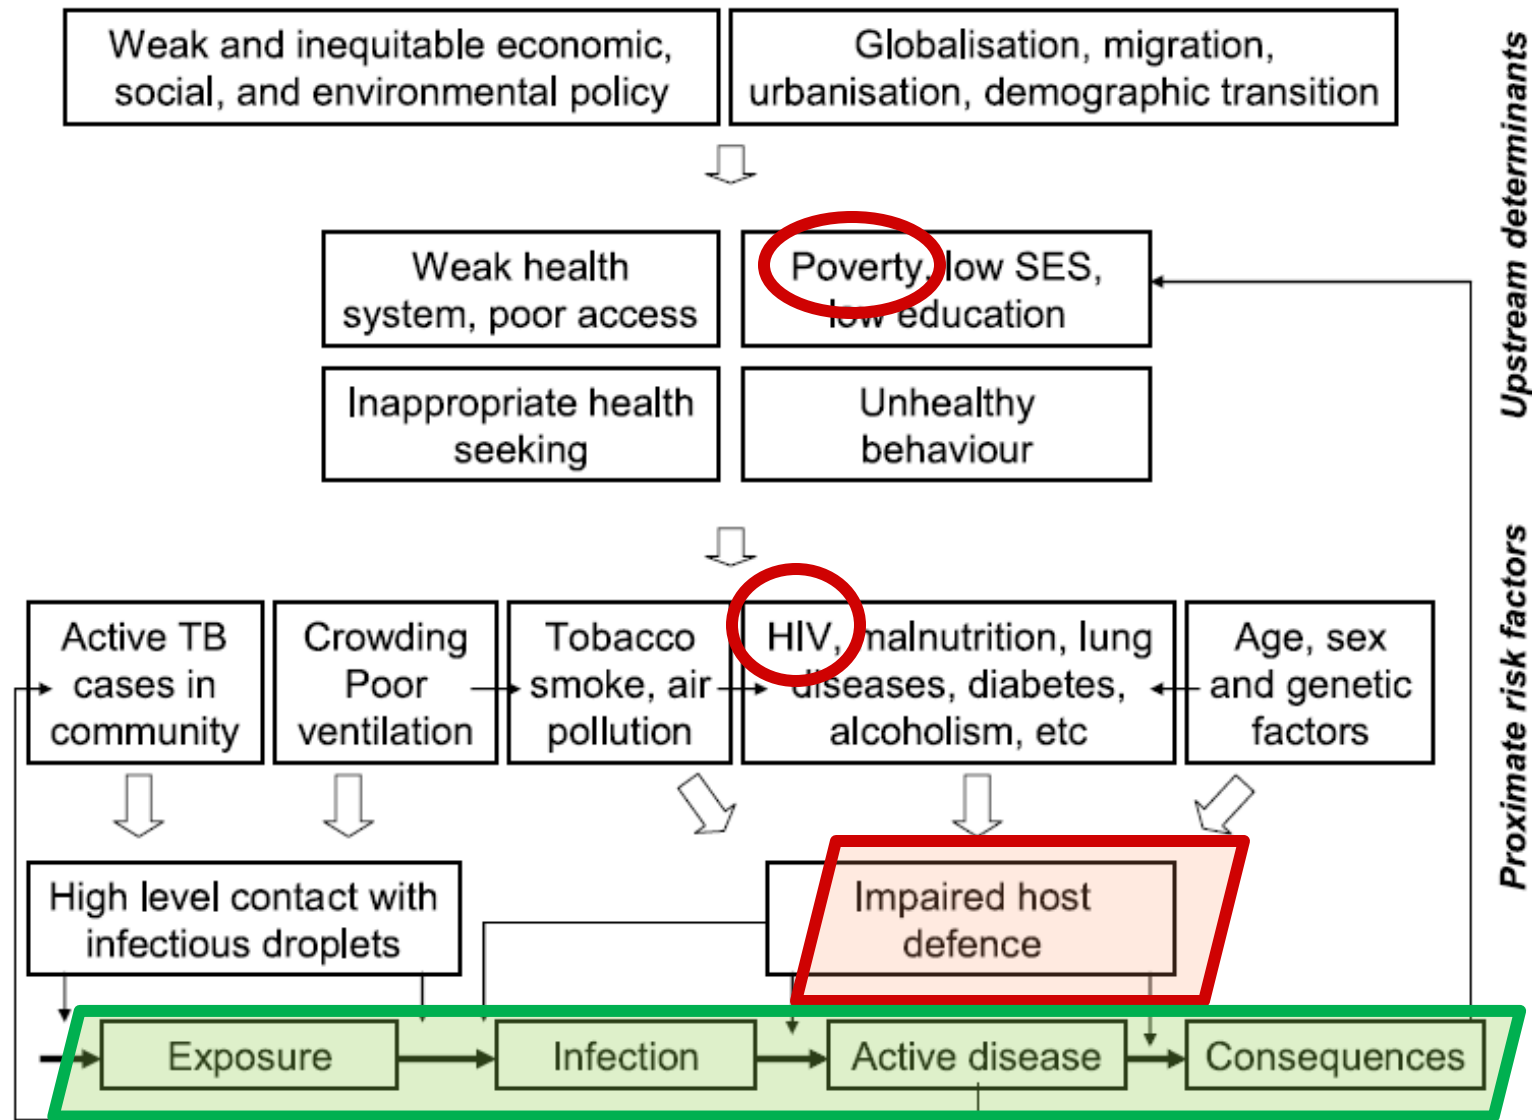 Weak and inequitable economic,
social, and environmental policy
Globalisation, migration,
urbanisation, demographic transition
Upstream determinants
Weak health
system, poor access
Poverty, low SES,
low education
Inappropriate health
seeking
Unhealthy
behaviour
Proximate risk factors
Active TB
cases in
community
Crowding
Poor
ventilation
Tobacco
smoke, air
pollution
HIV, malnutrition, lung
diseases, diabetes,
alcoholism, etc
Age, sex
and genetic
factors
High level contact with
infectious droplets
Impaired host
defence
Exposure
Infection
Active disease
Consequences